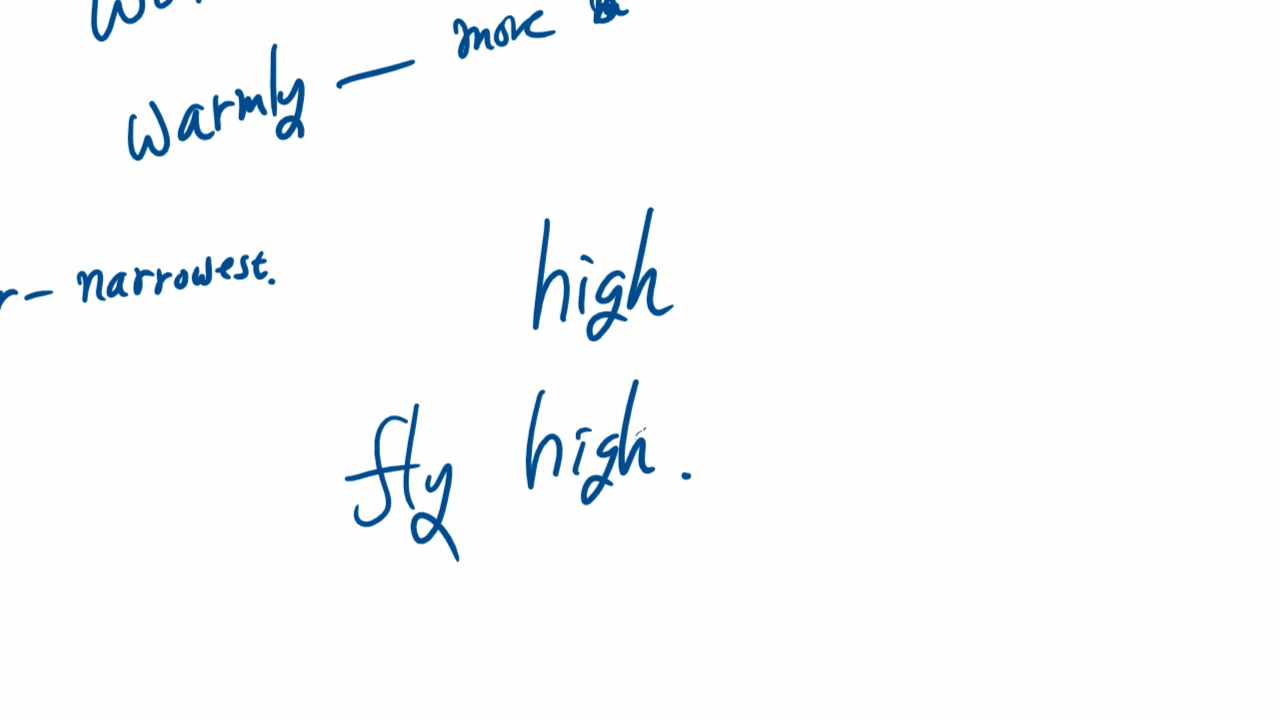 Warmly — more
r- narrowest.
high
fly high.